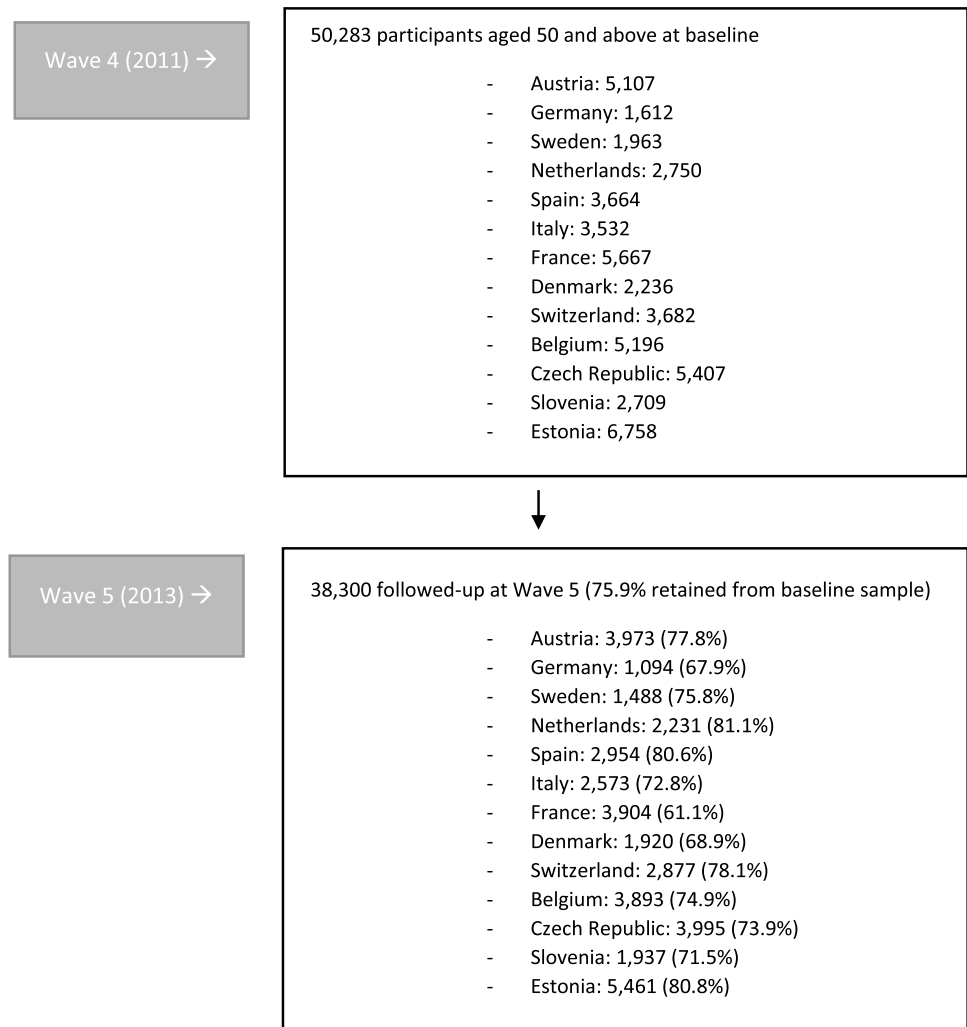 Wave 4 (2011) →
50,283 participants aged 50 and above at baseline
- Austria: 5,107
- Germany: 1,612
- Sweden: 1,963
- Netherlands: 2,750
- Spain: 3,664
- Italy: 3,532
- France: 5,667
- Denmark: 2,236
- Switzerland: 3,682
- Belgium: 5,196
- Czech Republic: 5,407
- Slovenia: 2,709
- Estonia: 6,758
Wave 5 (2013) →
38,300 followed-up at Wave 5 (75.9% retained from baseline sample)
- Austria: 3,973 (77.8%)
- Germany: 1,094 (67.9%)
- Sweden: 1,488 (75.8%)
- Netherlands: 2,231 (81.1%)
- Spain: 2,954 (80.6%)
- Italy: 2,573 (72.8%)
- France: 3,904 (61.1%)
- Denmark: 1,920 (68.9%)
- Switzerland: 2,877 (78.1%)
- Belgium: 3,893 (74.9%)
- Czech Republic: 3,995 (73.9%)
- Slovenia: 1,937 (71.5%)
- Estonia: 5,461 (80.8%)